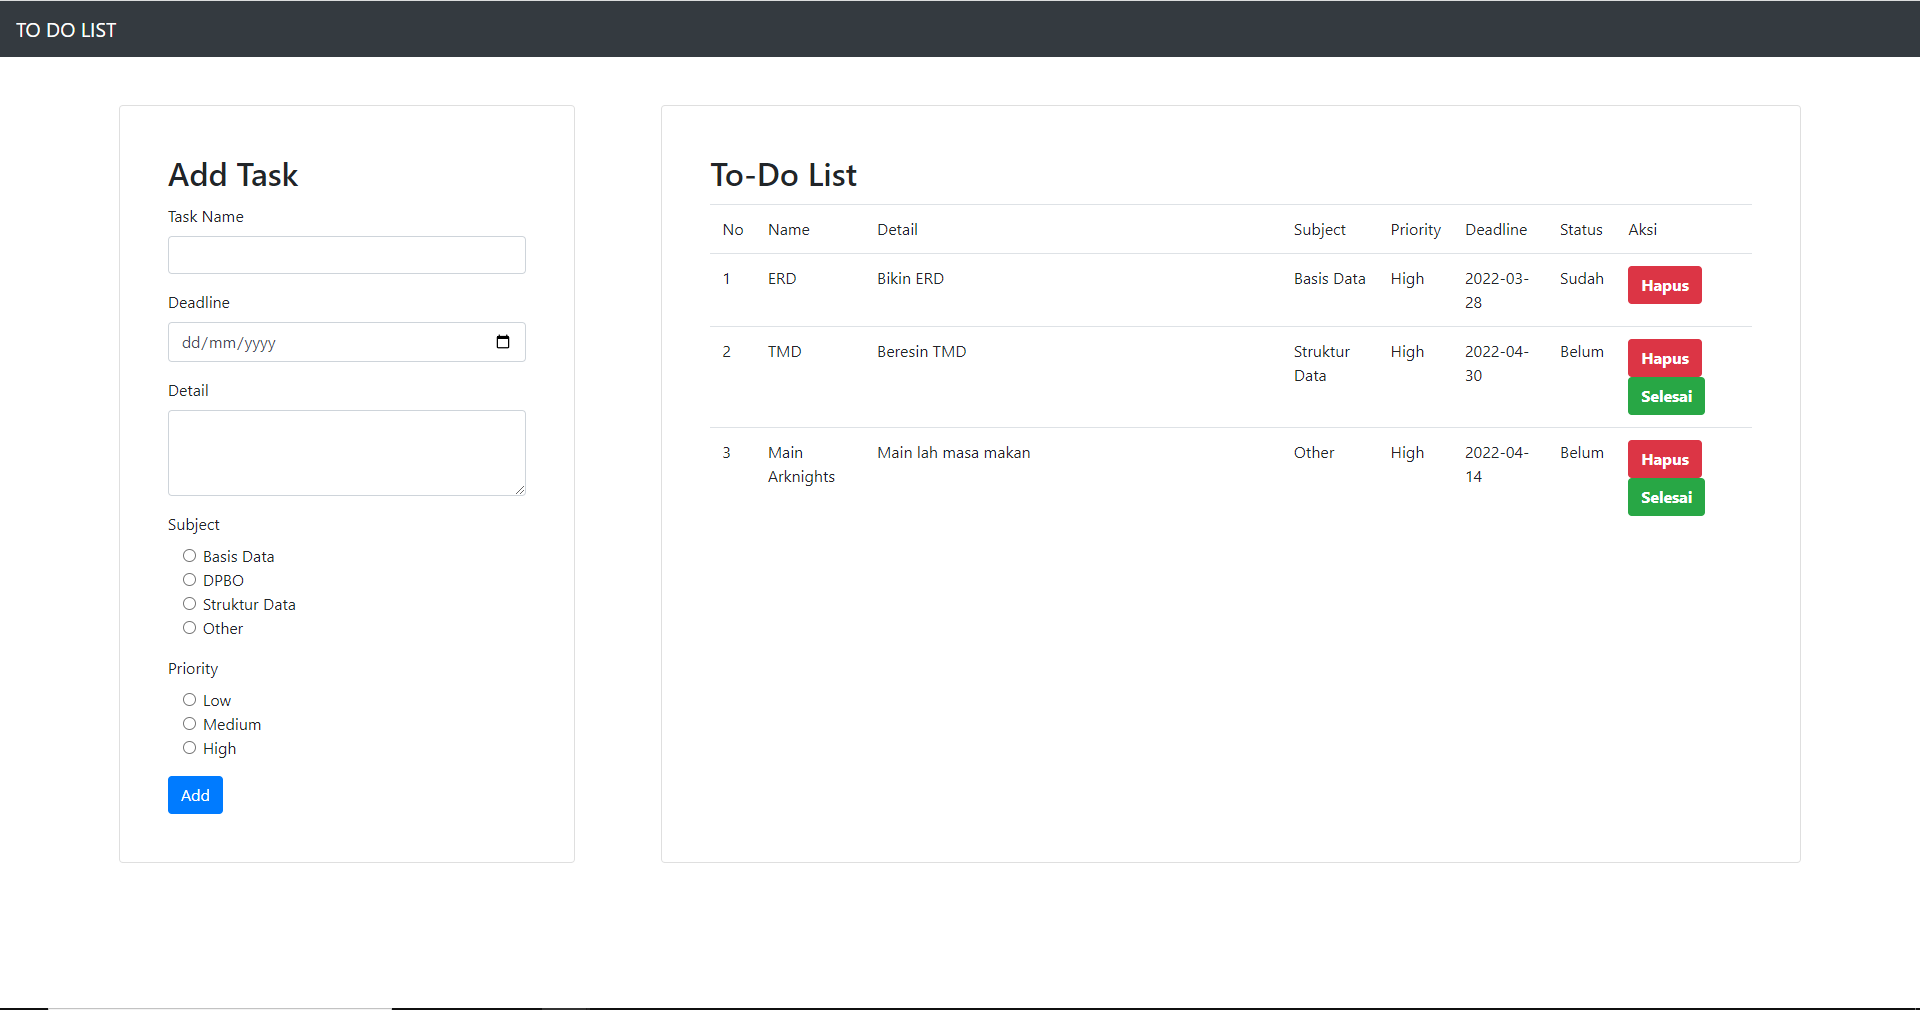 TO DO LIST
Add Task
Task Name
Deadline
dd/mm/yyyy
Detail
Subject
Basis Data
DPBO
Struktur Data
Other
Priority
Low
Medium
High
Add
To-Do List
No Name Detail Subject Priority Deadline Status Aksi
1 ERD Bikin ERD Basis Data High 2022-03- Sudah Hapus
28
2 TMD Beresin TMD Struktur High 2022-04- Belum Hapus
Data 30
Selesai
3 Main Main lah masa makan Other High 2022-04- Belum Hapus
Arknights 14
Selesai